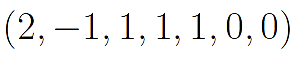 (2, −1, 1, 1, 1, 0, 0)